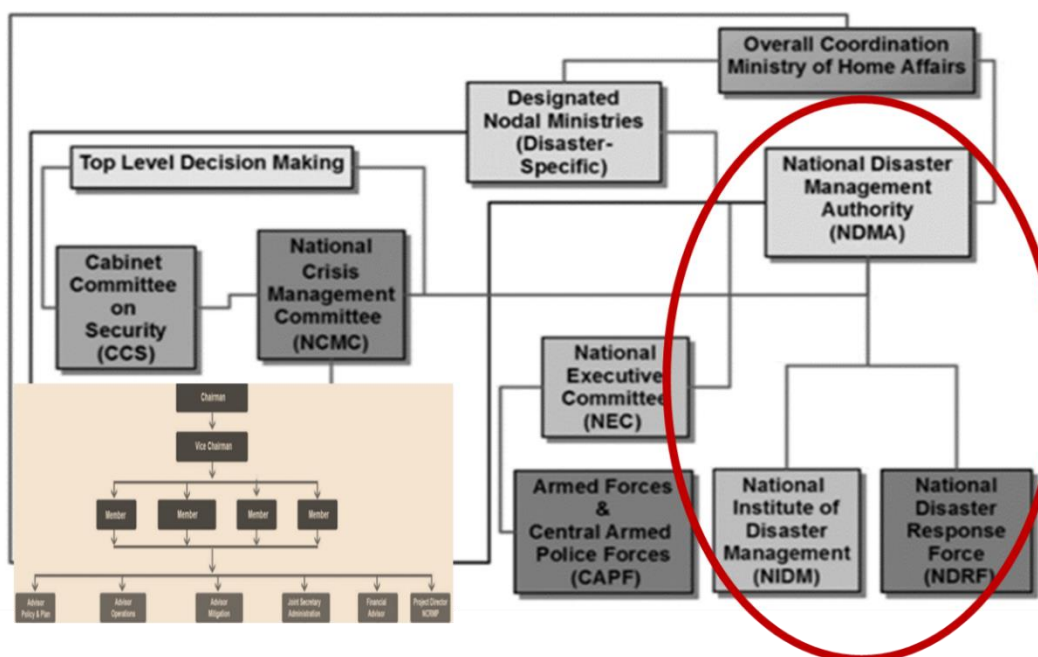 Overall Coordination
Ministry of Home Affairs
Designated
Nodal Ministries
(Disaster-
Specific)
Top Level Decision Making
National Disaster
Management
Authority
(NDMA)
Cabinet
Committee
on
Security
(CCS)
National
Crisis
Management
Committee
(NCMC)
National
Executive
Committee
(NEC)
Armed Forces
&
Central Armed
Police Forces
(CAPF)
National
Institute of
Disaster
Management
(NIDM)
National
Disaster
Response
Force
(NDRF)
Chairman
Vice Chairman
Member
Member
Member
Member
Advisor
Policy & Plan
Advisor
Operations
Advisor
Mitigation
Joint Secretary
Administration
Financial
Advisor
Project Director
NCRMP